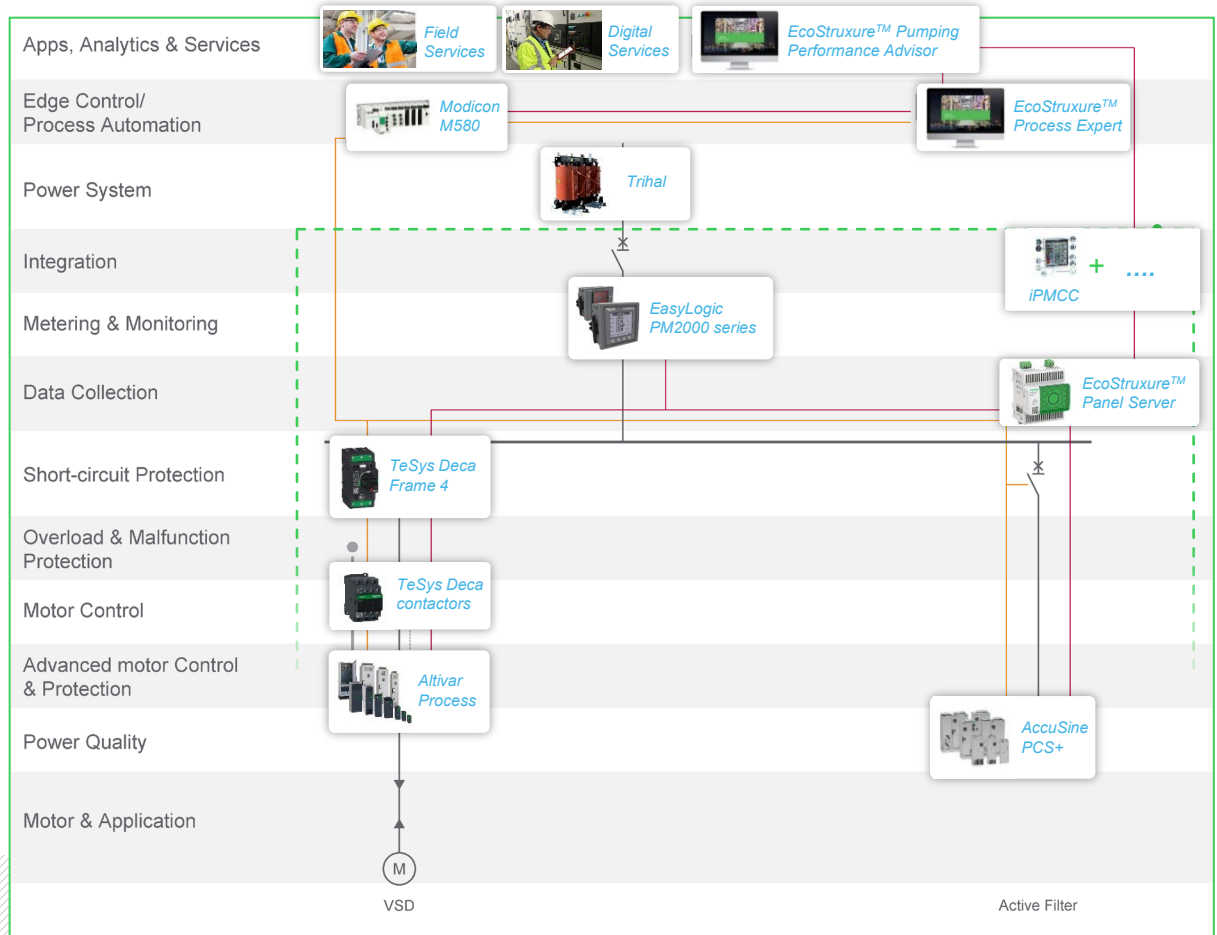 Apps, Analytics & Services
Field
Services
Digital
Services
EcoStruxure™ Pumping
Performance Advisor
Edge Control/
Process Automation
Modicon
M580
EcoStruxure™
Process Expert
Power System
Trihal
Integration
iPMCC
+
....
Metering & Monitoring
EasyLogic
PM2000 series
Data Collection
EcoStruxure™
Panel Server
Short-circuit Protection
TeSys Deca
Frame 4
Overload & Malfunction
Protection
Motor Control
TeSys Deca
contactors
Advanced motor Control
& Protection
Altivar
Process
Power Quality
AccuSine
PCS+
Motor & Application
M
VSD
Active Filter